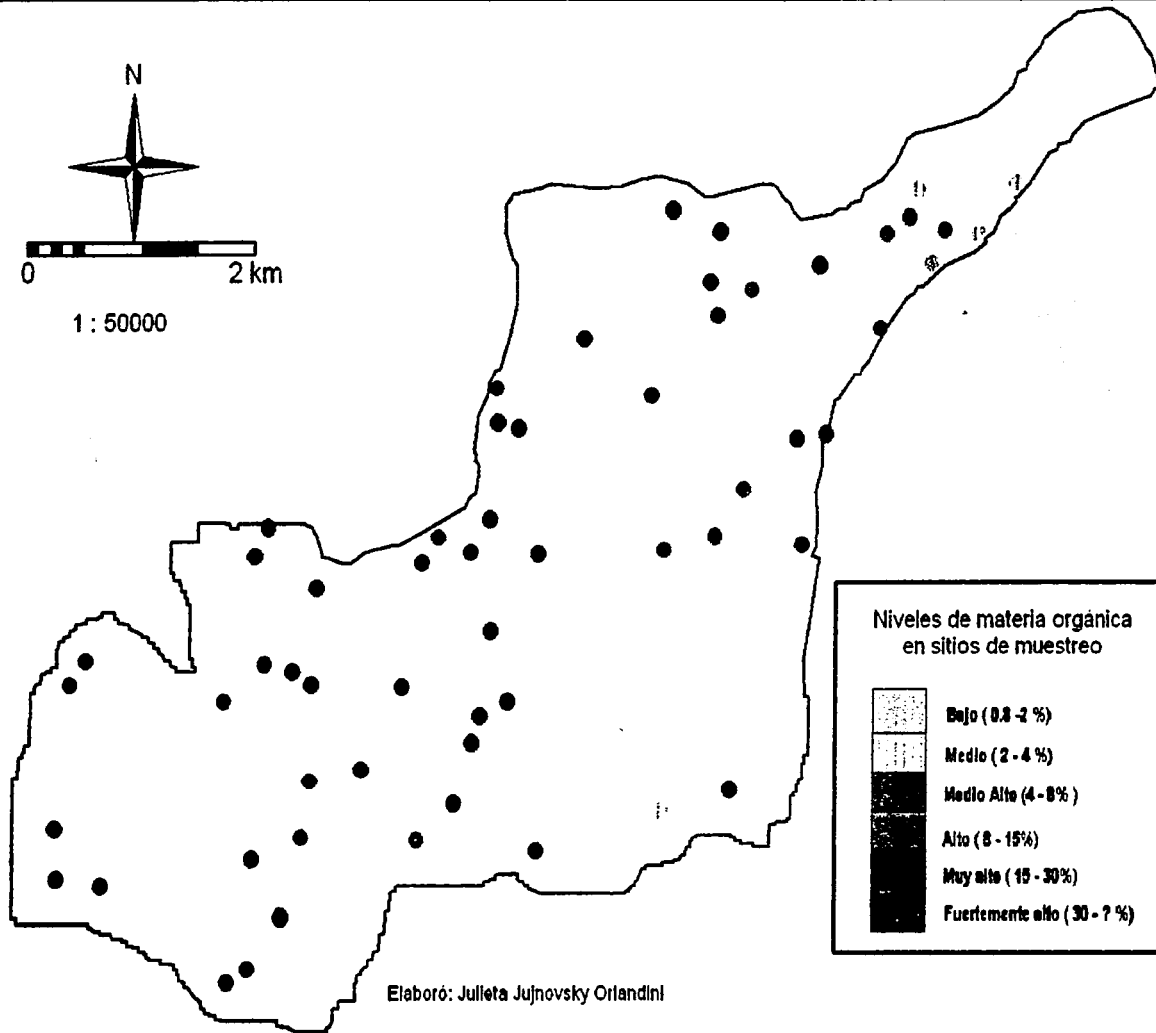 N
0 2 km
1 : 50000
Niveles de materia orgánica
en sitios de muestreo
Bajo ( 0.8 -2 %)
Medio ( 2 - 4 %)
Medio Alto (4 - 8% )
Alto ( 8 - 15%)
Muy alto ( 15 - 30%)
Fuertemente alto ( 30 - ? %)
Elaboró: Julieta Jujnovsky Orlandini